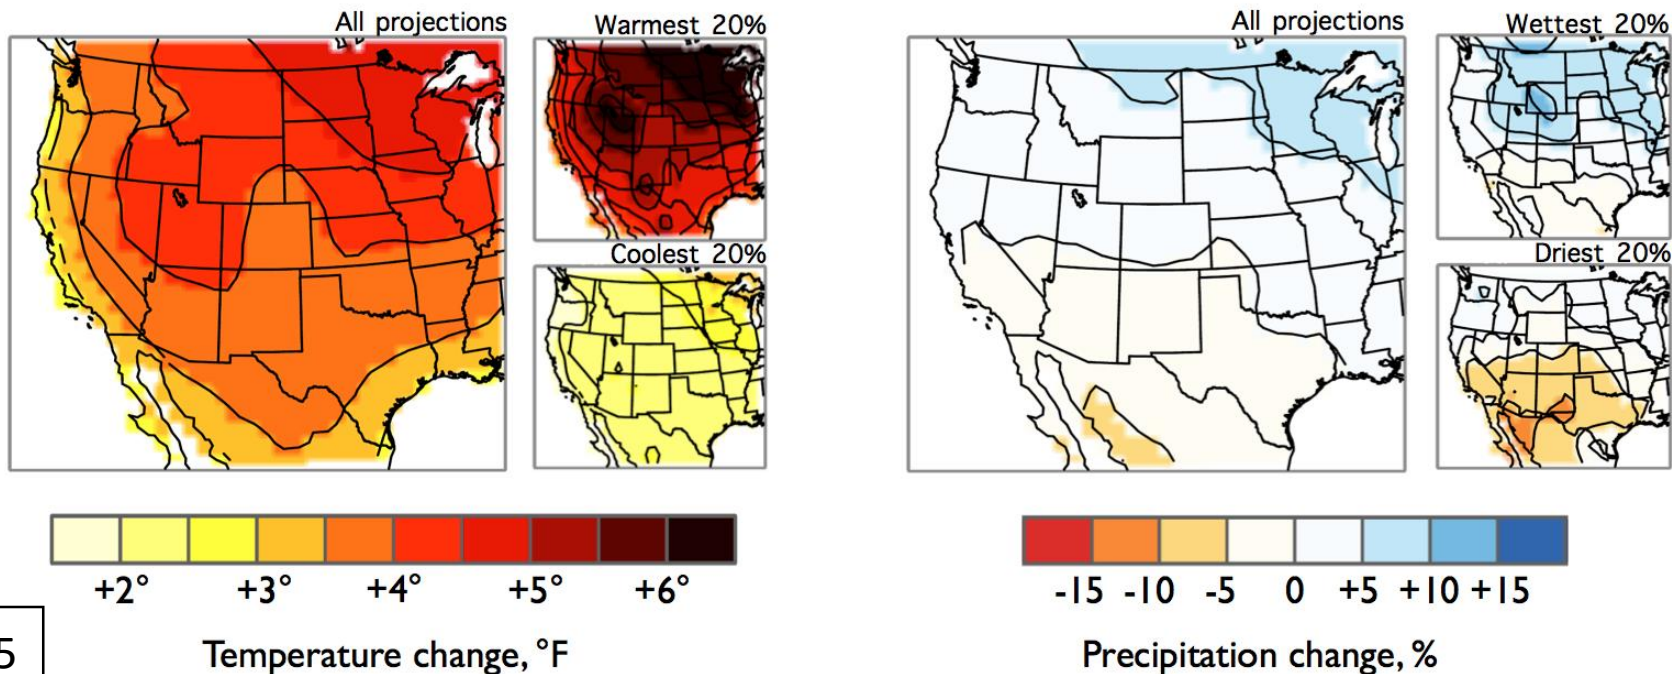 All projections
Warmest 20%
Coolest 20%
+2° +3° +4° +5° +6°
Temperature change, °F
All projections
Wettest 20%
Driest 20%
-15 -10 -5 0 +5 +10 +15
Precipitation change, %
5